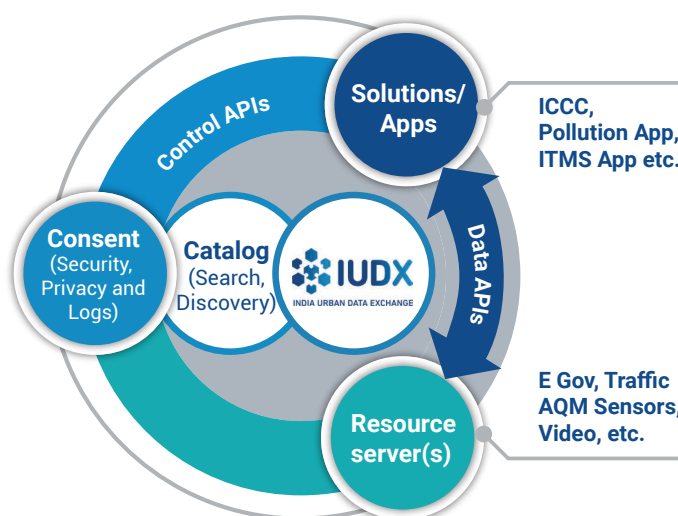 Control APIs
Solutions/
Apps
ICCC,
Pollution App,
ITMS App etc.
Consent
(Security,
Privacy and
Logs)
Catalog
(Search,
Discovery)
IUDX
INDIA URBAN DATA EXCHANGE
Data APIs
Resource
server(s)
E Gov, Traffic
AQM Sensors,
Video, etc.